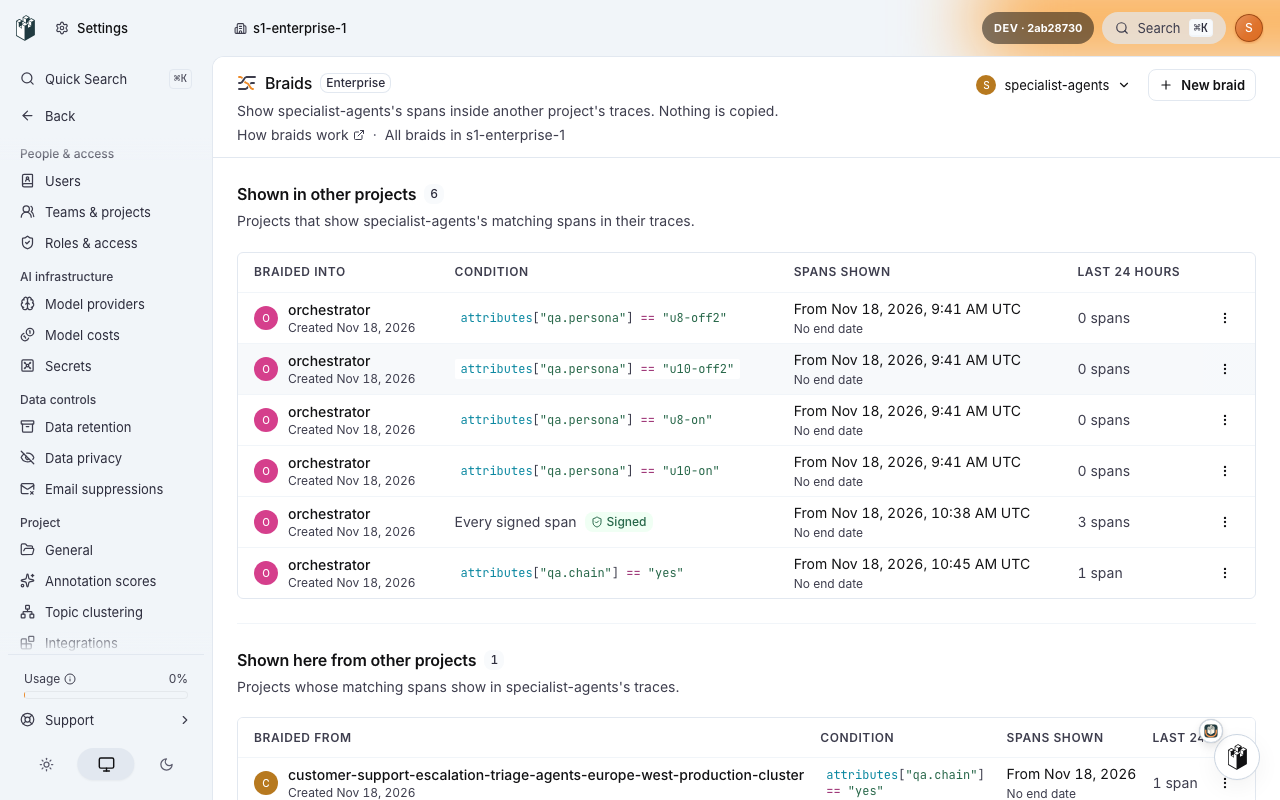 Settings
s1-enterprise-1
DEV · 2ab28730
Search ⌘K
S
Quick Search ⌘K
Back
People & access
Users
Teams & projects
Roles & access
AI infrastructure
Model providers
Model costs
Secrets
Data controls
Data retention
Data privacy
Email suppressions
Project
General
Annotation scores
Topic clustering
Integrations
Usage 0%
Support
Braids Enterprise
S specialist-agents
+ New braid
Show specialist-agents's spans inside another project's traces. Nothing is copied.
How braids work · All braids in s1-enterprise-1
Shown in other projects 6
Projects that show specialist-agents's matching spans in their traces.
BRAIDED INTO CONDITION SPANS SHOWN LAST 24 HOURS
O orchestrator attributes["qa.persona"] == "u8-off2" From Nov 18, 2026, 9:41 AM UTC 0 spans
Created Nov 18, 2026 No end date
O orchestrator attributes["qa.persona"] == "u10-off2" From Nov 18, 2026, 9:41 AM UTC 0 spans
Created Nov 18, 2026 No end date
O orchestrator attributes["qa.persona"] == "u8-on" From Nov 18, 2026, 9:41 AM UTC 0 spans
Created Nov 18, 2026 No end date
O orchestrator attributes["qa.persona"] == "u10-on" From Nov 18, 2026, 9:41 AM UTC 0 spans
Created Nov 18, 2026 No end date
O orchestrator Every signed span Signed From Nov 18, 2026, 10:38 AM UTC 3 spans
Created Nov 18, 2026 No end date
O orchestrator attributes["qa.chain"] == "yes" From Nov 18, 2026, 10:45 AM UTC 1 span
Created Nov 18, 2026 No end date
Shown here from other projects 1
Projects whose matching spans show in specialist-agents's traces.
BRAIDED FROM CONDITION SPANS SHOWN LAST 24
C customer-support-escalation-triage-agents-europe-west-production-cluster attributes["qa.chain"] From Nov 18, 2026 1 span
Created Nov 18, 2026 == "yes" No end date